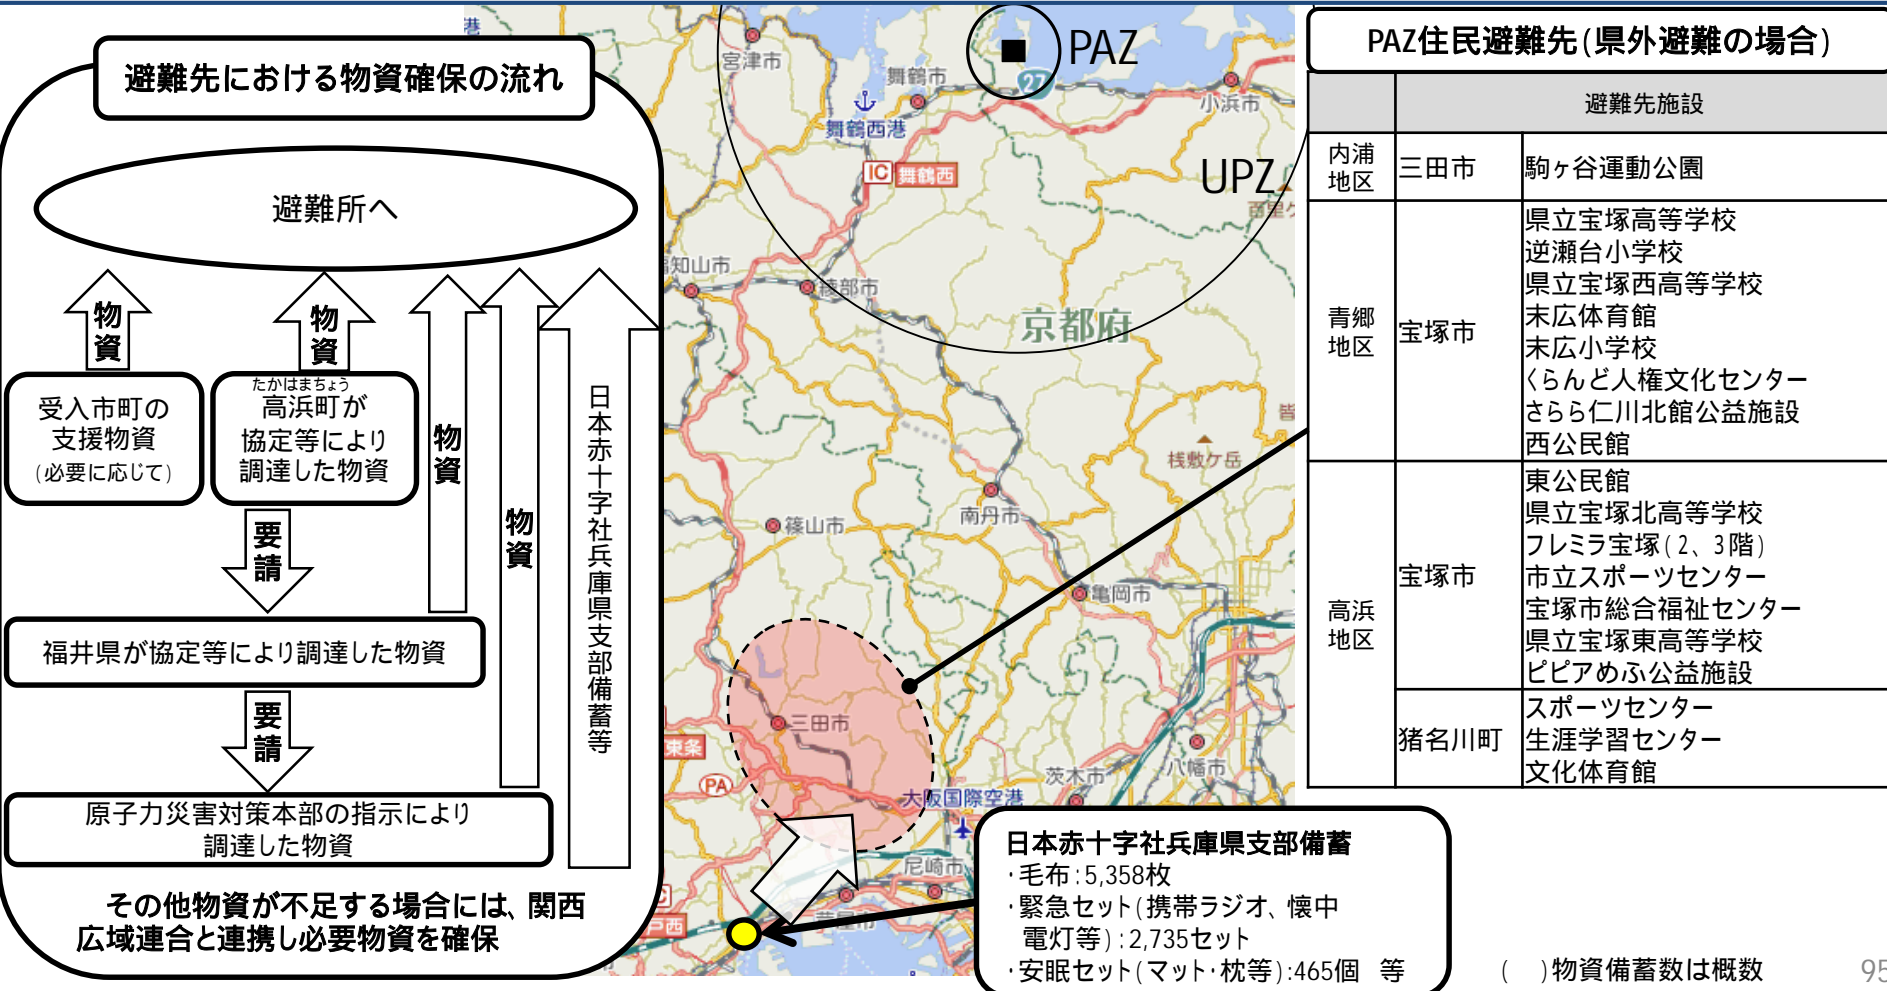 避難先における物資確保の流れ
避難所へ
物資
物資
物資
物資
日本赤十字社兵庫県支部備蓄等
受入市町の
支援物資
(必要に応じて)
たかはまちょう
高浜町が
協定等により
調達した物資
要請
福井県が協定等により調達した物資
要請
原子力災害対策本部の指示により
調達した物資
その他物資が不足する場合には、関西
広域連合と連携し必要物資を確保
港
宮津市
舞鶴市
舞鶴西港
27
小浜市
PAZ
IC 舞鶴西
UPZ
知山市
綾部市
京都府
桟敷ケ岳
南丹市
篠山市
亀岡市
三田市
東条
PA
茨木市
八幡市
大阪国際空港
尼崎市
芦屋市
戸西
日本赤十字社兵庫県支部備蓄
・毛布:5,358枚
・緊急セット(携帯ラジオ、懐中
電灯等):2,735セット
・安眠セット(マット・枕等):465個 等
PAZ住民避難先(県外避難の場合)
避難先施設
内浦
地区
三田市
駒ヶ谷運動公園
青郷
地区
宝塚市
県立宝塚高等学校
逆瀬台小学校
県立宝塚西高等学校
末広体育館
末広小学校
くらんど人権文化センター
さらら仁川北館公益施設
西公民館
高浜
地区
宝塚市
東公民館
県立宝塚北高等学校
フレミラ宝塚(2、3階)
市立スポーツセンター
宝塚市総合福祉センター
県立宝塚東高等学校
ピピアめふ公益施設
猪名川町
スポーツセンター
生涯学習センター
文化体育館
( )物資備蓄数は概数
95